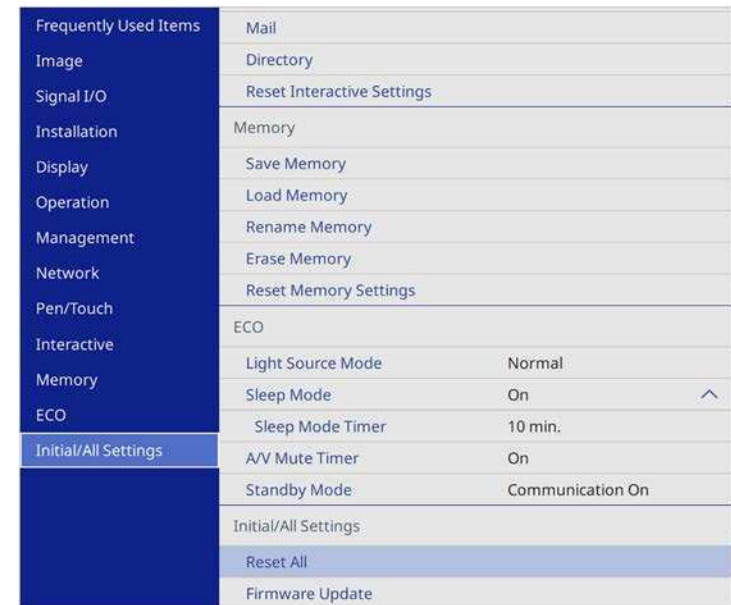 Frequently Used Items
Image
Signal I/O
Installation
Display
Operation
Management
Network
Pen/Touch
Interactive
Memory
ECO
Initial/All Settings
Mail
Directory
Reset Interactive Settings
Memory
Save Memory
Load Memory
Rename Memory
Erase Memory
Reset Memory Settings
ECO
Light Source Mode Normal
Sleep Mode On
Sleep Mode Timer 10 min.
A/V Mute Timer On
Standby Mode Communication On
Initial/All Settings
Reset All
Firmware Update